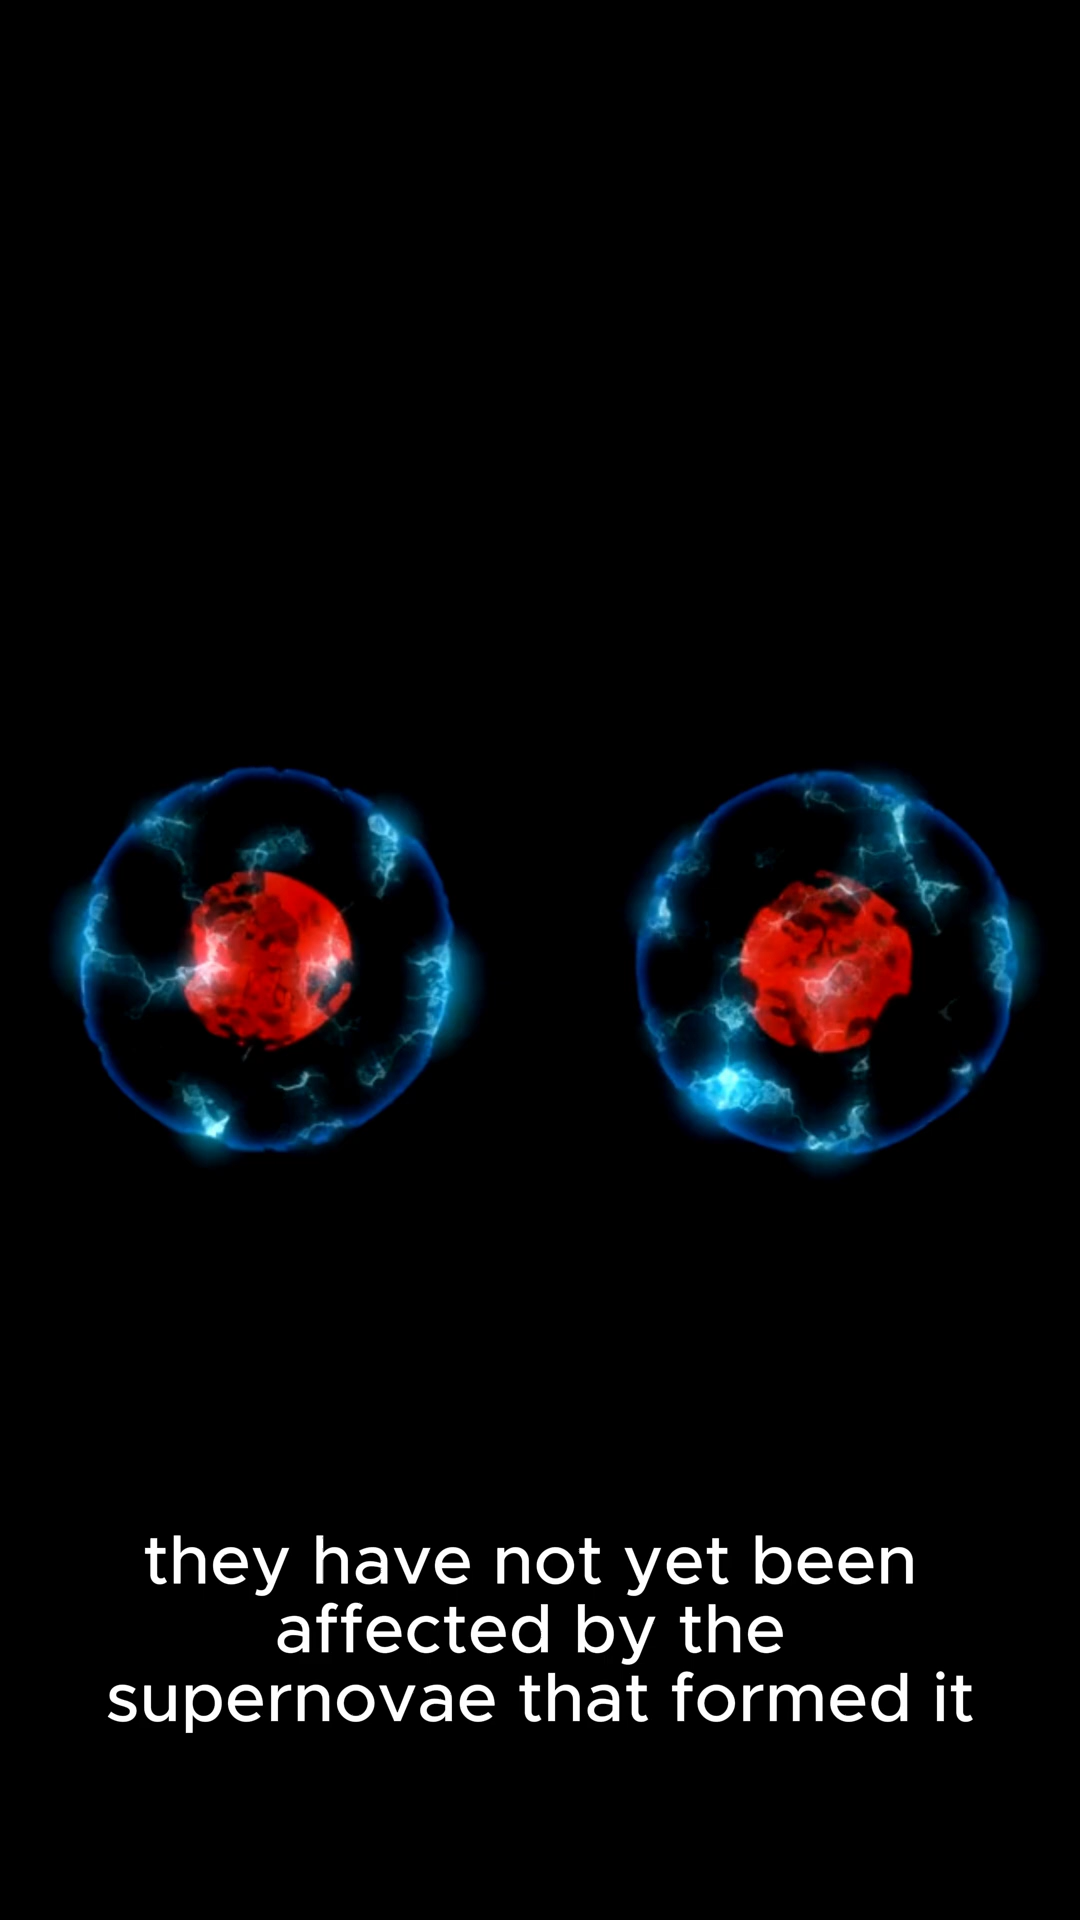 they have not yet been
affected by the
supernovae that formed it